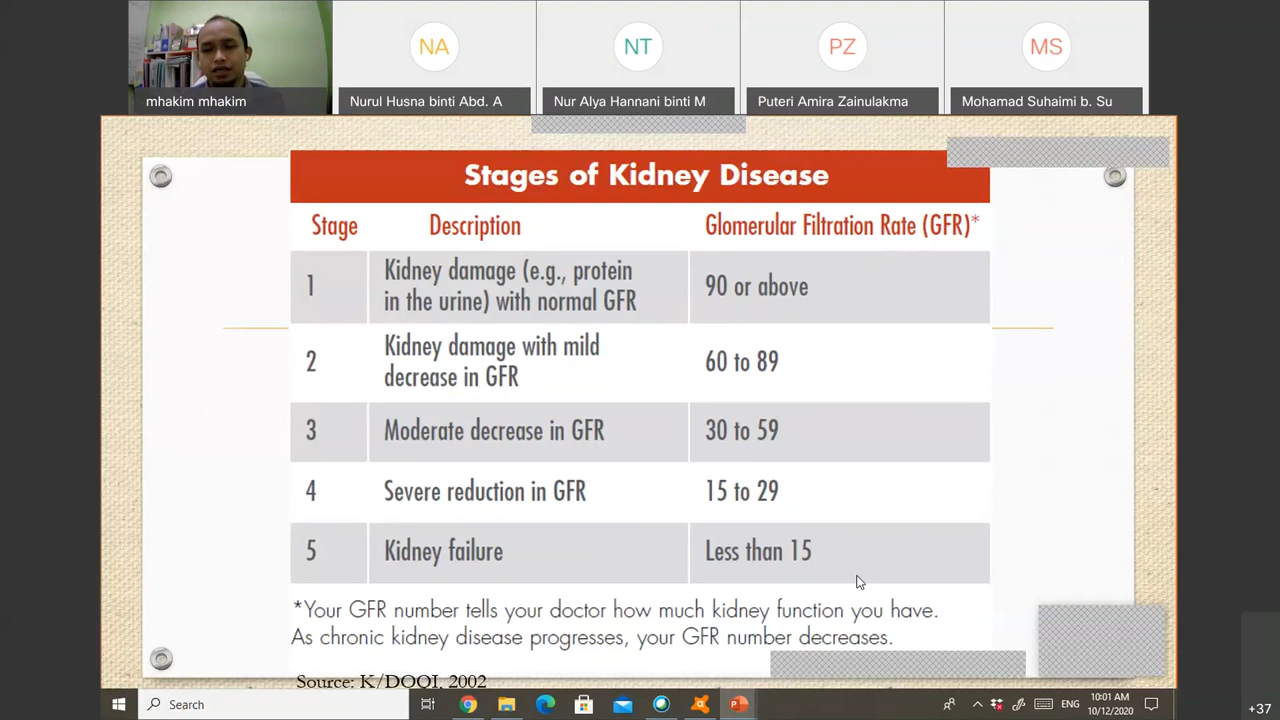 NA
NT
PZ
MS
mhakim mhakim
Nurul Husna binti Abd. A
Nur Alya Hannani binti M
Puteri Amira Zainulakma
Mohamad Suhaimi b. Su
Stages of Kidney Disease
Stage Description Glomerular Filtration Rate (GFR)*
1 Kidney damage (e.g., protein
in the urine) with normal GFR 90 or above
2 Kidney damage with mild
decrease in GFR 60 to 89
3 Moderate decrease in GFR 30 to 59
4 Severe reduction in GFR 15 to 29
5 Kidney failure Less than 15
*Your GFR number tells your doctor how much kidney function you have.
As chronic kidney disease progresses, your GFR number decreases.
Source: K/DOQI, 2002
Search
ENG
10:01 AM
10/12/2020
+37